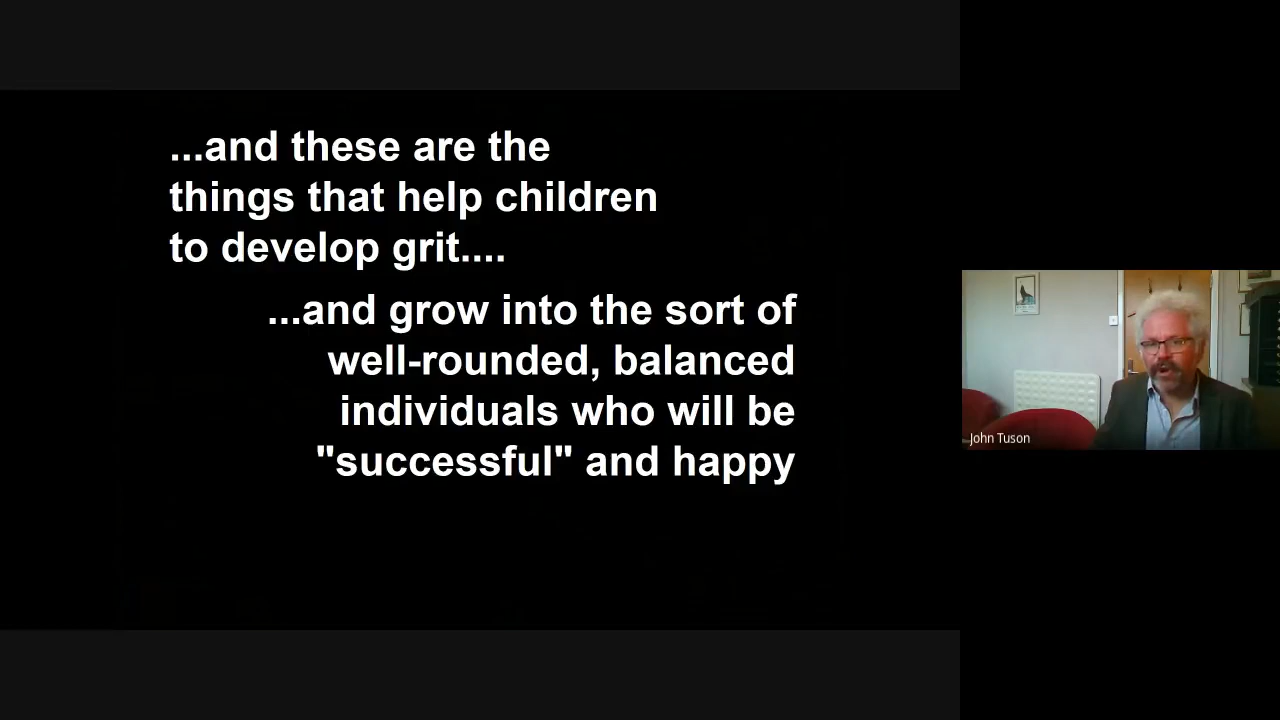 ...and these are the
things that help children
to develop grit....
...and grow into the sort of
well-rounded, balanced
individuals who will be
"successful" and happy
John Tuson